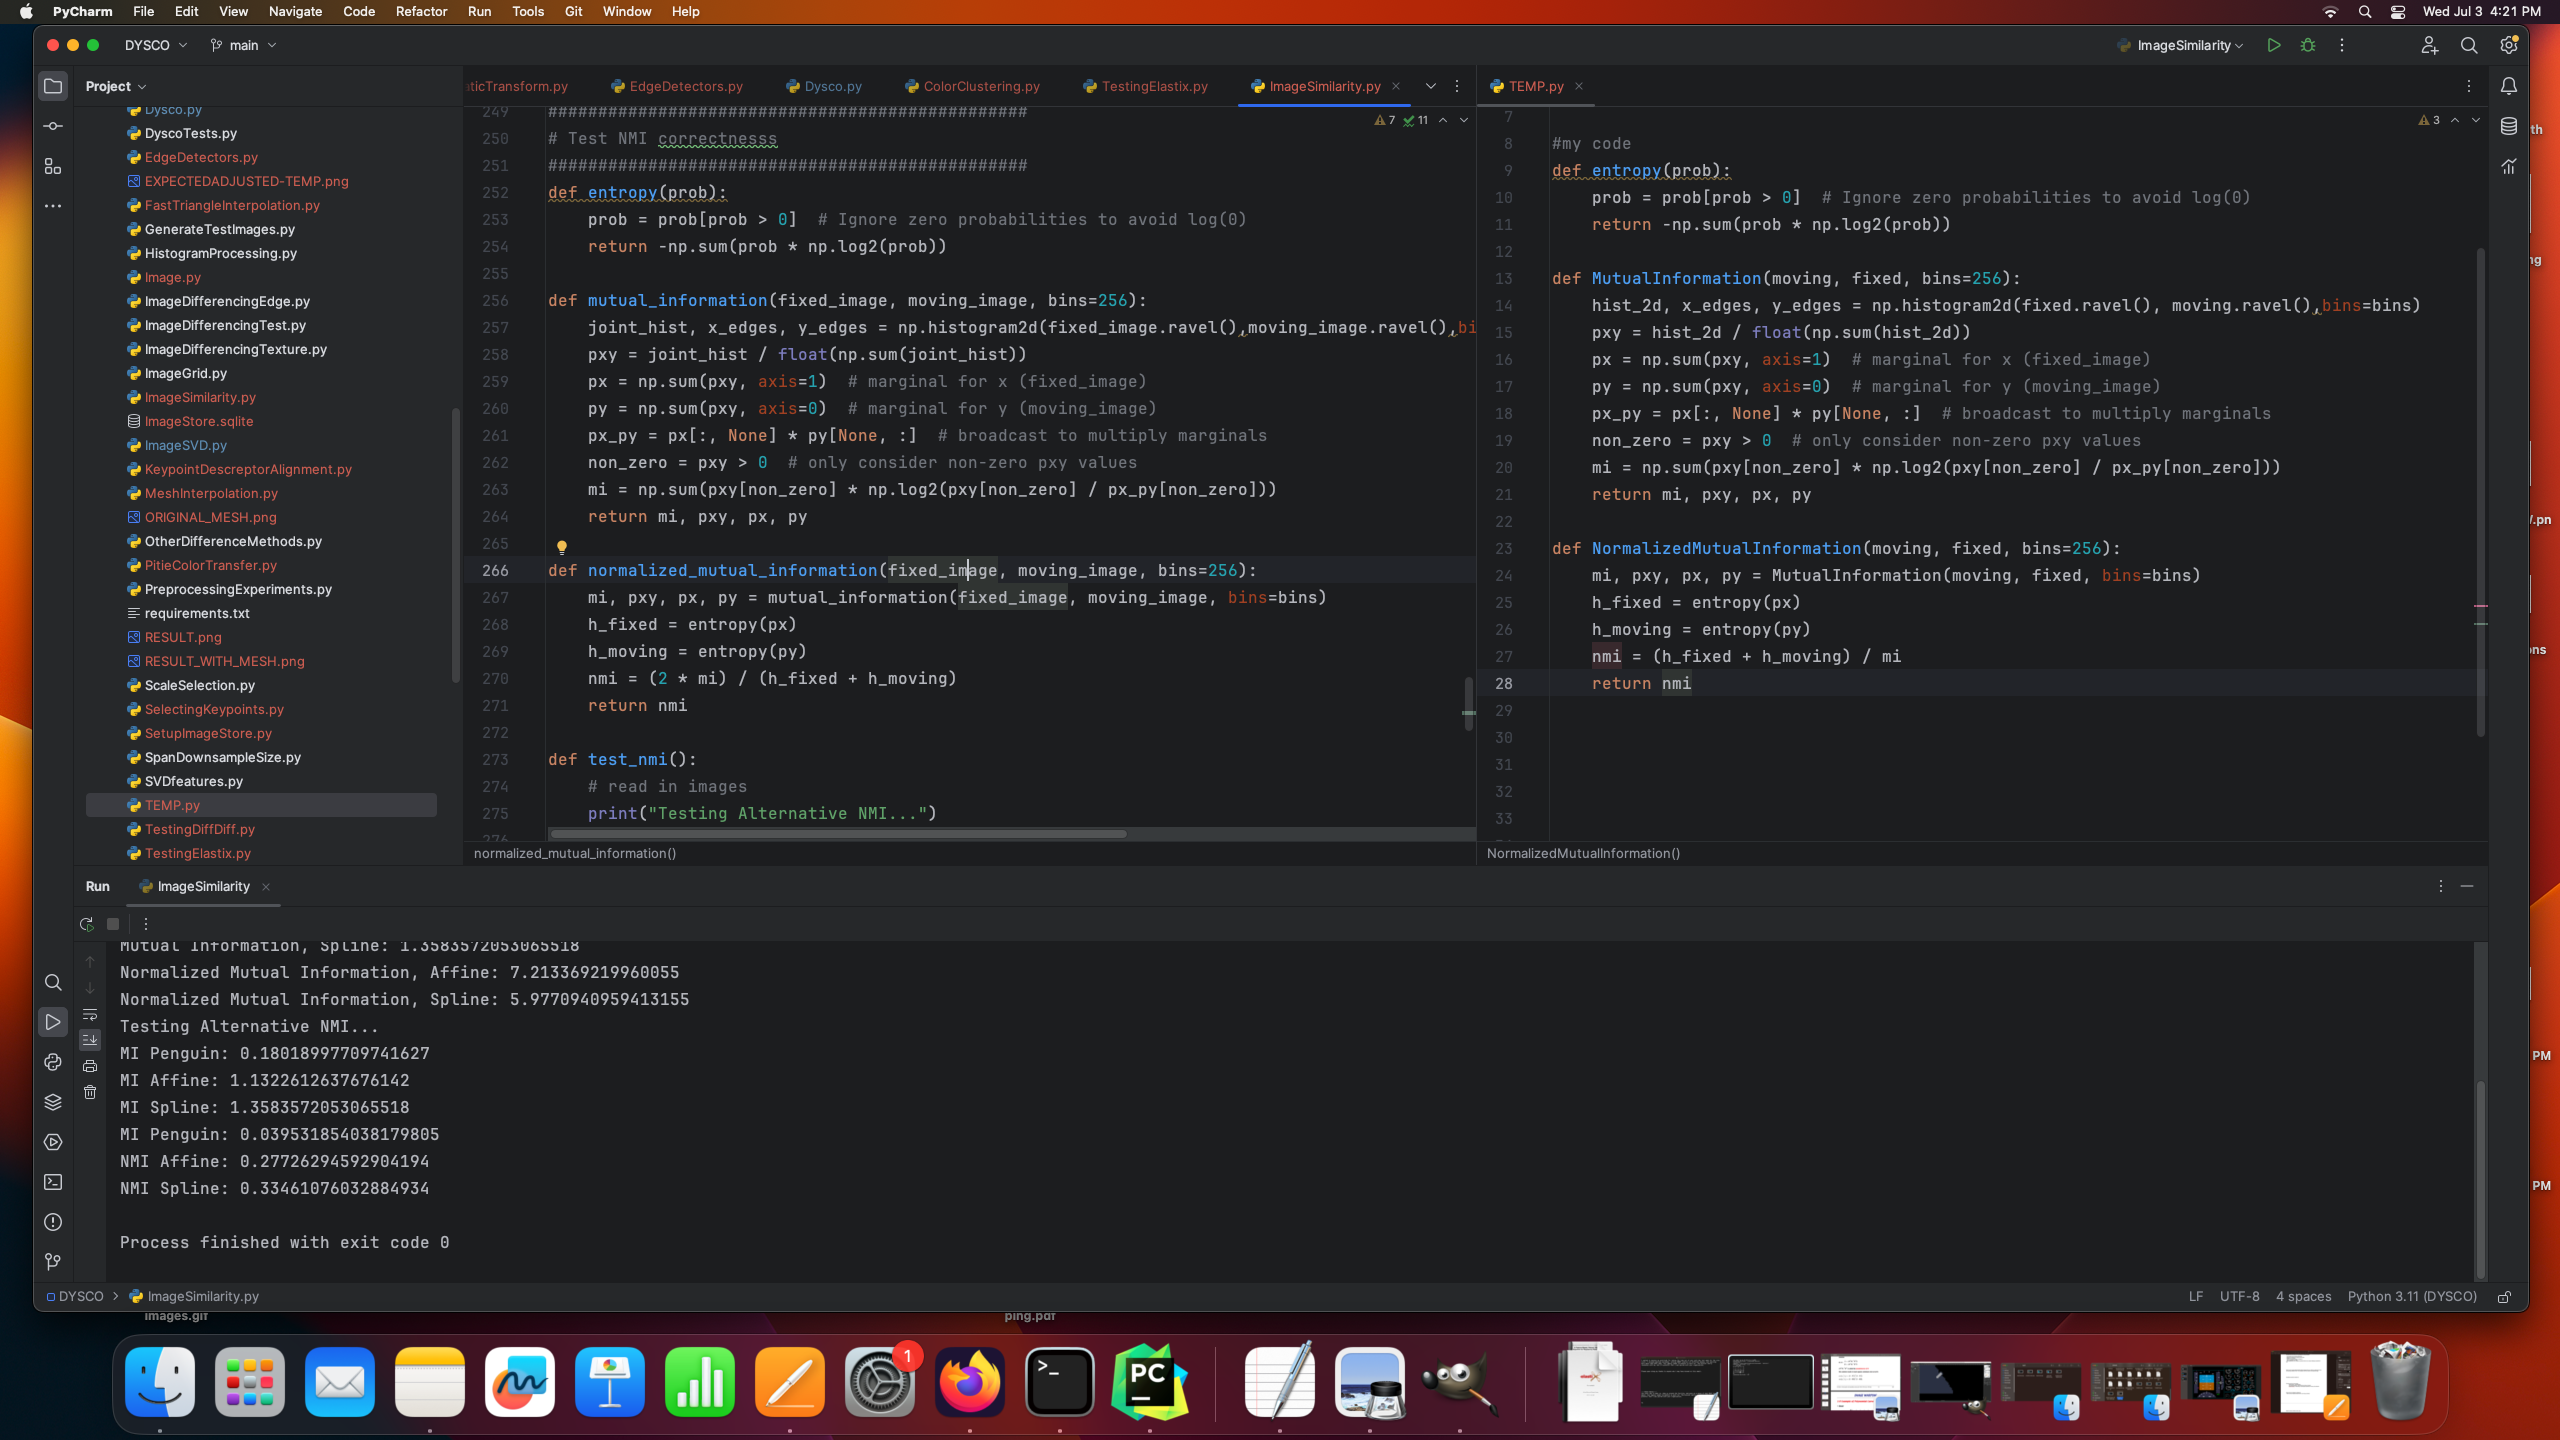 PyCharm File Edit View Navigate Code Refactor Run Tools Git Window Help Wed Jul 3 4:21 PM
DYSCO main ImageSimilarity
Project
Dysco.py
DyscoTests.py
EdgeDetectors.py
EXPECTEDADJUSTED-TEMP.png
FastTriangleInterpolation.py
GenerateTestImages.py
HistogramProcessing.py
Image.py
ImageDifferencingEdge.py
ImageDifferencingTest.py
ImageDifferencingTexture.py
ImageGrid.py
ImageSimilarity.py
ImageStore.sqlite
ImageSVD.py
KeypointDescreptorAlignment.py
MeshInterpolation.py
ORIGINAL_MESH.png
OtherDifferenceMethods.py
PitieColorTransfer.py
PreprocessingExperiments.py
requirements.txt
RESULT.png
RESULT_WITH_MESH.png
ScaleSelection.py
SelectingKeypoints.py
SetupImageStore.py
SpanDownsampleSize.py
SVDfeatures.py
TEMP.py
TestingDiffDiff.py
TestingElastix.py
ticTransform.py EdgeDetectors.py Dysco.py ColorClustering.py TestingElastix.py ImageSimilarity.py
7 11
249 ################################################
250 # Test NMI correctnesss
251 ################################################
252 def entropy(prob):
253 prob = prob[prob > 0] # Ignore zero probabilities to avoid log(0)
254 return -np.sum(prob * np.log2(prob))
255
256 def mutual_information(fixed_image, moving_image, bins=256):
257 joint_hist, x_edges, y_edges = np.histogram2d(fixed_image.ravel(),moving_image.ravel(),bi
258 pxy = joint_hist / float(np.sum(joint_hist))
259 px = np.sum(pxy, axis=1) # marginal for x (fixed_image)
260 py = np.sum(pxy, axis=0) # marginal for y (moving_image)
261 px_py = px[:, None] * py[None, :] # broadcast to multiply marginals
262 non_zero = pxy > 0 # only consider non-zero pxy values
263 mi = np.sum(pxy[non_zero] * np.log2(pxy[non_zero] / px_py[non_zero]))
264 return mi, pxy, px, py
265
266 def normalized_mutual_information(fixed_image, moving_image, bins=256):
267 mi, pxy, px, py = mutual_information(fixed_image, moving_image, bins=bins)
268 h_fixed = entropy(px)
269 h_moving = entropy(py)
270 nmi = (2 * mi) / (h_fixed + h_moving)
271 return nmi
272
273 def test_nmi():
274 # read in images
275 print("Testing Alternative NMI...")
276
normalized_mutual_information()
TEMP.py
3
7
8 #my code
9 def entropy(prob):
10 prob = prob[prob > 0] # Ignore zero probabilities to avoid log(0)
11 return -np.sum(prob * np.log2(prob))
12
13 def MutualInformation(moving, fixed, bins=256):
14 hist_2d, x_edges, y_edges = np.histogram2d(fixed.ravel(), moving.ravel(),bins=bins)
15 pxy = hist_2d / float(np.sum(hist_2d))
16 px = np.sum(pxy, axis=1) # marginal for x (fixed_image)
17 py = np.sum(pxy, axis=0) # marginal for y (moving_image)
18 px_py = px[:, None] * py[None, :] # broadcast to multiply marginals
19 non_zero = pxy > 0 # only consider non-zero pxy values
20 mi = np.sum(pxy[non_zero] * np.log2(pxy[non_zero] / px_py[non_zero]))
21 return mi, pxy, px, py
22
23 def NormalizedMutualInformation(moving, fixed, bins=256):
24 mi, pxy, px, py = MutualInformation(moving, fixed, bins=bins)
25 h_fixed = entropy(px)
26 h_moving = entropy(py)
27 nmi = (h_fixed + h_moving) / mi
28 return nmi
29
30
31
32
33
NormalizedMutualInformation()
Run ImageSimilarity
Mutual Information, Spline: 1.3583572053065518
Normalized Mutual Information, Affine: 7.213369219960055
Normalized Mutual Information, Spline: 5.9770940959413155
Testing Alternative NMI...
MI Penguin: 0.18018997709741627
MI Affine: 1.1322612637676142
MI Spline: 1.3583572053065518
MI Penguin: 0.039531854038179805
NMI Affine: 0.27726294592904194
NMI Spline: 0.33461076032884934
Process finished with exit code 0
DYSCO ImageSimilarity.py LF UTF-8 4 spaces Python 3.11 (DYSCO)
images.gif ping.pdf
th
ng
/.pn
ons
PM
PM
1
PC